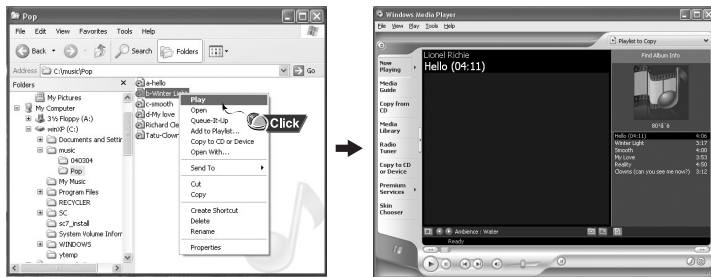 Pop
File Edit View Favorites Tools Help
Back Search Folders
Address C:\music\Pop Go
Folders
My Pictures
My Computer
3½ Floppy (A:)
winXP (C:)
Documents and Settir
music
040304
Pop
My Music
Program Files
RECYCLER
SC
sc7_install
System Volume Inforr
WINDOWS
ytemp
a-hello
b-Winter Light
c-smooth
d-My love
Richard Cle
Tatu-Clown
Play
Open
Queue-It-Up
Add to Playlist...
Copy to CD or Device
Open With...
Send To
Cut
Copy
Create Shortcut
Delete
Rename
Properties
Click
Windows Media Player
File View Play Tools Help
Playlist to Copy
Now Playing
Media Guide
Copy from CD
Media Library
Radio Tuner
Copy to CD or Device
Premium Services
Skin Chooser
Lionel Richie
Hello (04:11)
Find Album Info
Hello (04:11) 4:06
Winter Light 3:17
Smooth 4:00
My Love 3:53
Reality 4:50
Clowns (can you see me now?) 3:12
Ambience : Water
Ready